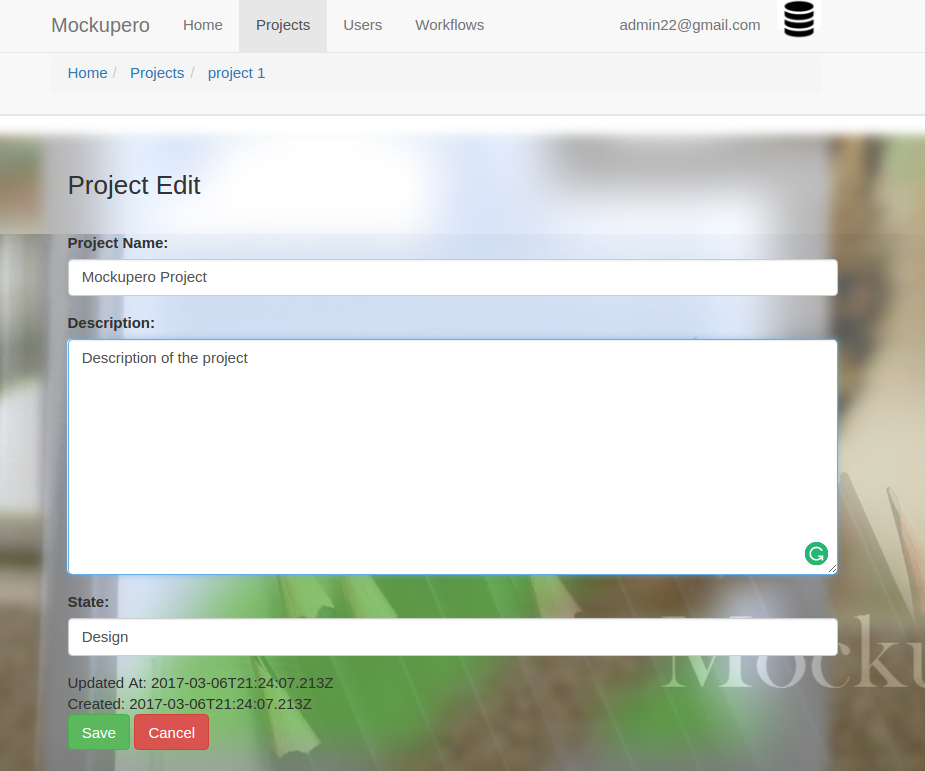 Mockupero Home Projects Users Workflows admin22@gmail.com
Home / Projects / project 1
Project Edit
Project Name:
Mockupero Project
Description:
Description of the project
State:
Design
Mocku
Updated At: 2017-03-06T21:24:07.213Z
Created: 2017-03-06T21:24:07.213Z
Save Cancel